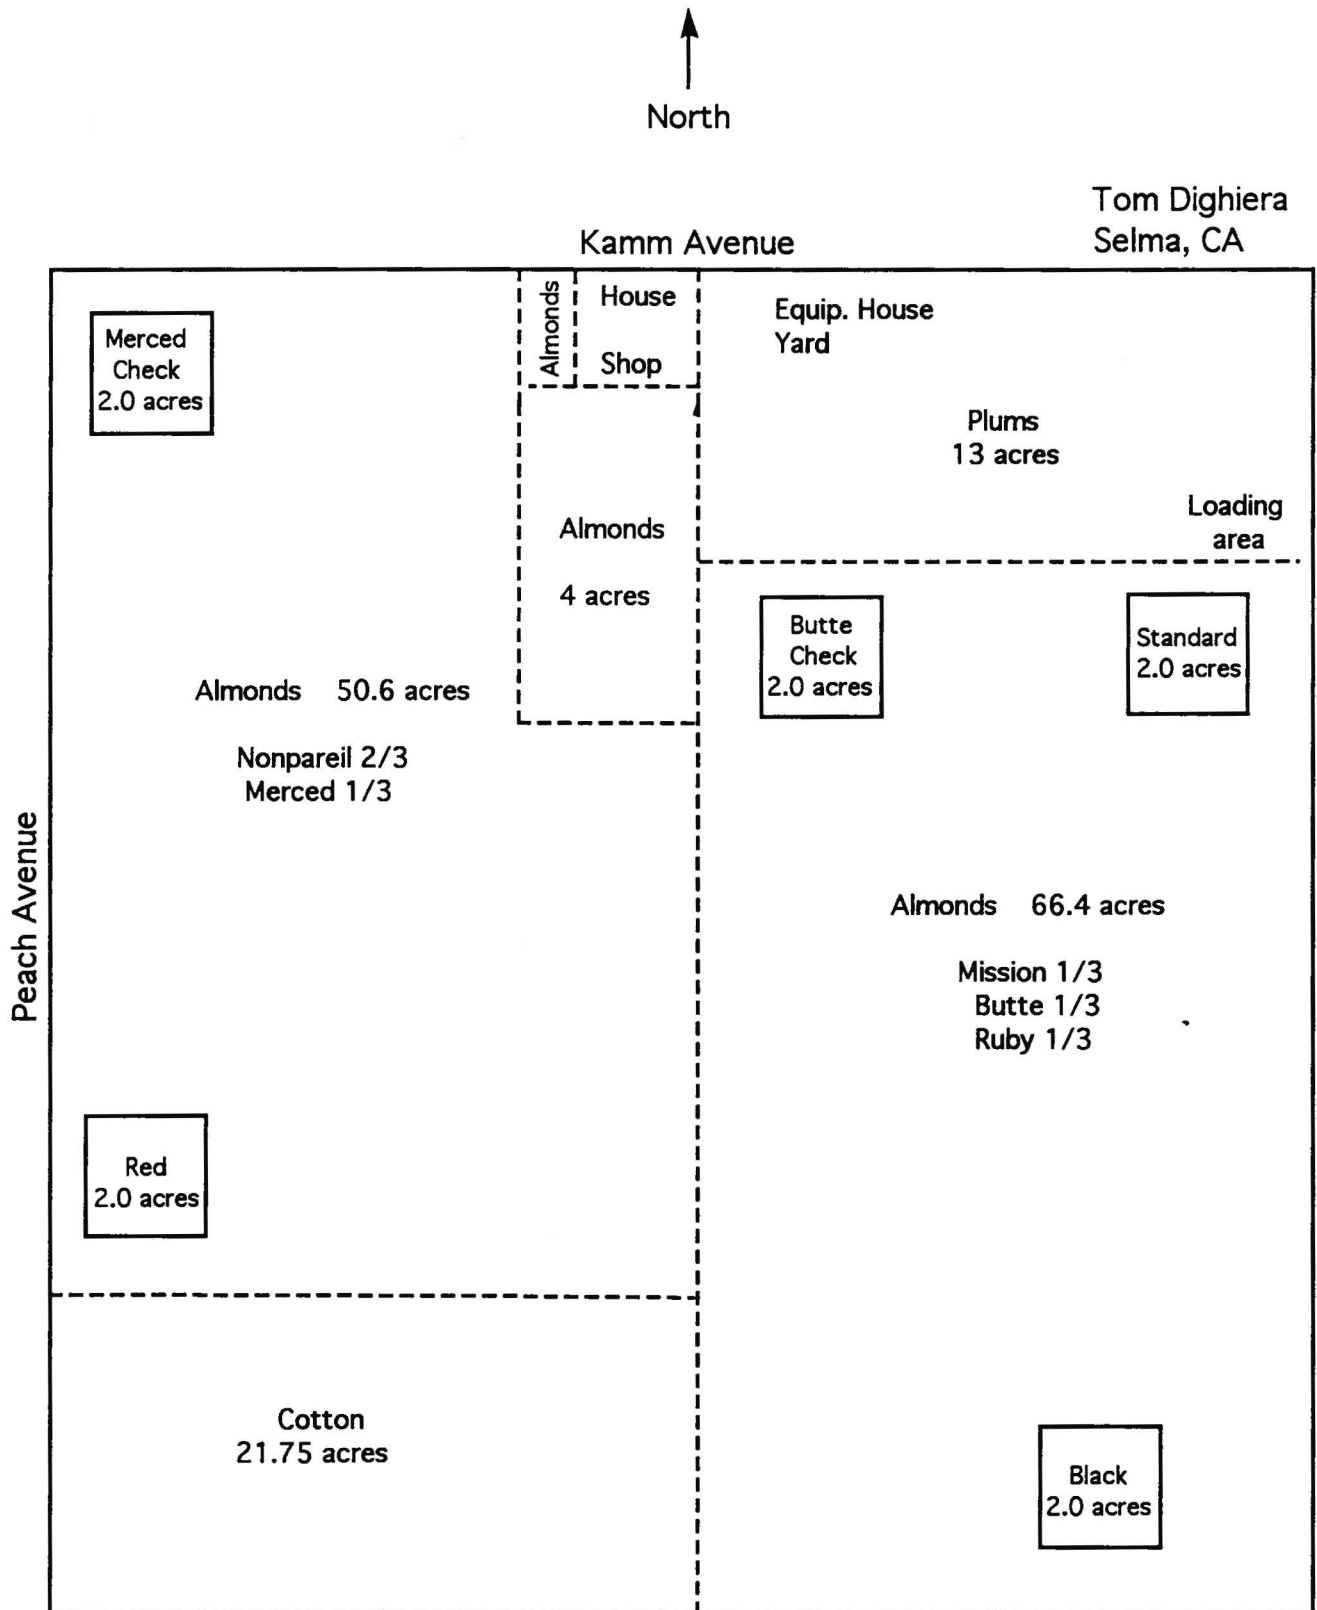 North
Tom Dighiera
Selma, CA
Kamm Avenue
Merced
Check
2.0 acres
Almonds
House
Shop
Equip. House
Yard
Plums
13 acres
Loading
area
Almonds
4 acres
Butte
Check
2.0 acres
Standard
2.0 acres
Almonds 50.6 acres
Nonpareil 2/3
Merced 1/3
Peach Avenue
Almonds 66.4 acres
Mission 1/3
Butte 1/3
Ruby 1/3
Red
2.0 acres
Cotton
21.75 acres
Black
2.0 acres